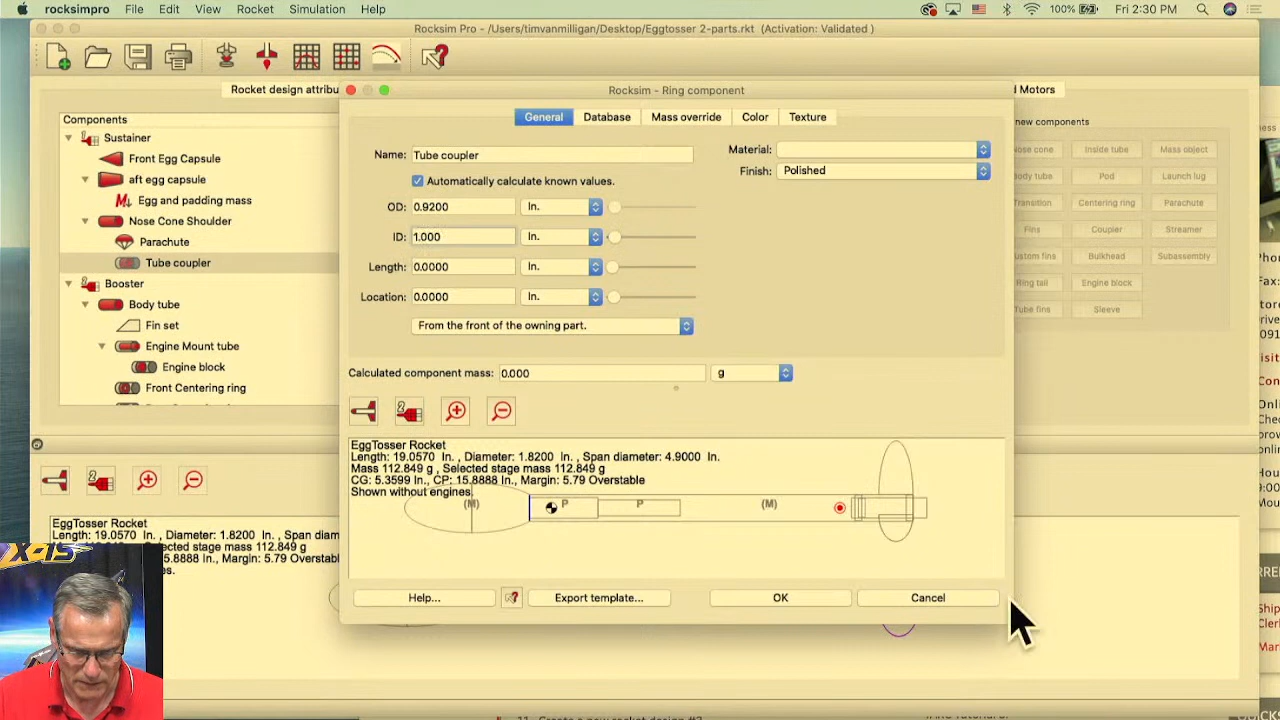 rocksimpro File Edit View Rocket Simulation Help 100% Fri 2:30 PM
Rocksim Pro - /Users/timvanmilligan/Desktop/Eggtosser 2-parts.rkt (Activation: Validated )
Rocket design attribu
d Motors
Components
Sustainer
Front Egg Capsule
aft egg capsule
Egg and padding mass
Nose Cone Shoulder
Parachute
Tube coupler
Booster
Body tube
Fin set
Engine Mount tube
Engine block
Front Centering ring
Rocksim - Ring component
General Database Mass override Color Texture
Name: Tube coupler
Material:
Automatically calculate known values.
Finish: Polished
OD: 0.9200 In.
ID: 1.000 In.
Length: 0.0000 In.
Location: 0.0000 In.
From the front of the owning part.
Calculated component mass: 0.000 g
EggTosser Rocket
Length: 19.0570 In. , Diameter: 1.8200 In. , Span diameter: 4.9000 In.
Mass 112.849 g , Selected stage mass 112.849 g
CG: 5.3599 In., CP: 15.8888 In., Margin: 5.79 Overstable
Shown without engines.
(M) P P (M)
Help... Export template... OK Cancel
new components
Nose cone Inside tube Mass object
Body tube Pod Launch lug
Transition Centering ring Parachute
Fins Coupler Streamer
ustom fins Bulkhead Subassembly
Ring tail Engine block
Tube fins Sleeve
EggTosser Rocket
Length: 19.0570 In. , Diameter: 1.8200 In. , Span diam
elected stage mass 112.849 g
5.8888 In., Margin: 5.79 Overstable
es.